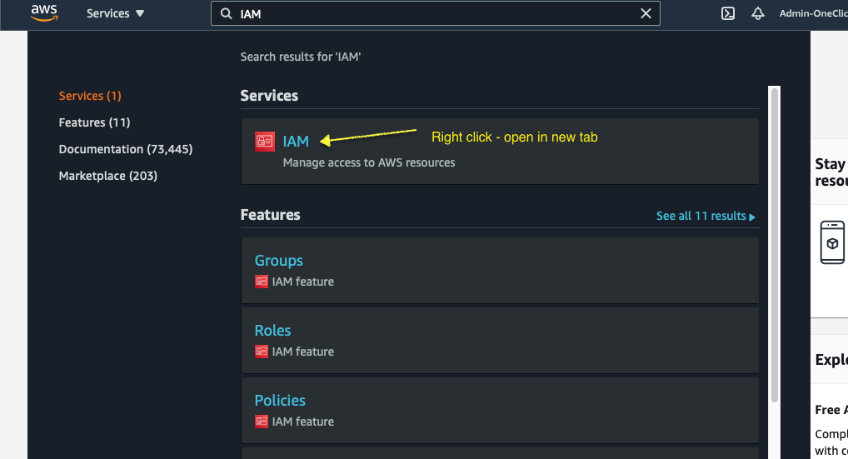 aws
Services ▼
IAM
Admin-OneClic
Search results for 'IAM'
Services (1)
Features (11)
Documentation (73,445)
Marketplace (203)
Services
IAM
Right click - open in new tab
Manage access to AWS resources
Features
See all 11 results ▶
Groups
IAM feature
Roles
IAM feature
Policies
IAM feature
Stay
Explo
Free A
Compl
with c